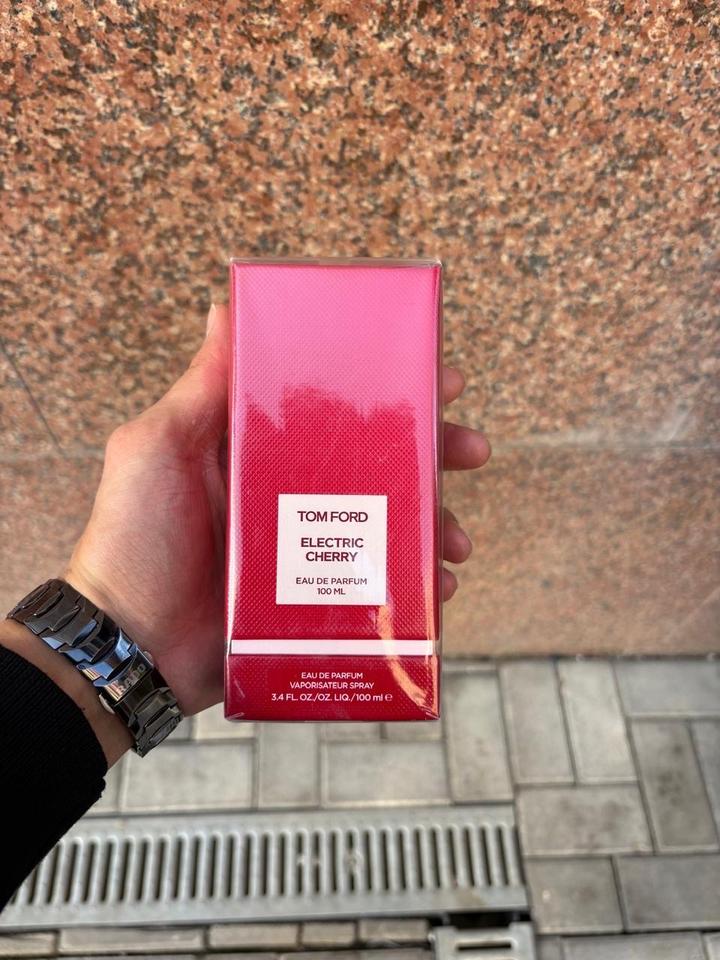 TOM FORD
ELECTRIC
CHERRY
EAU DE PARFUM
100 ML
EAU DE PARFUM
VAPORISATEUR SPRAY
3.4 FL. OZ./OZ. LIQ./100 ml ℮
RADO